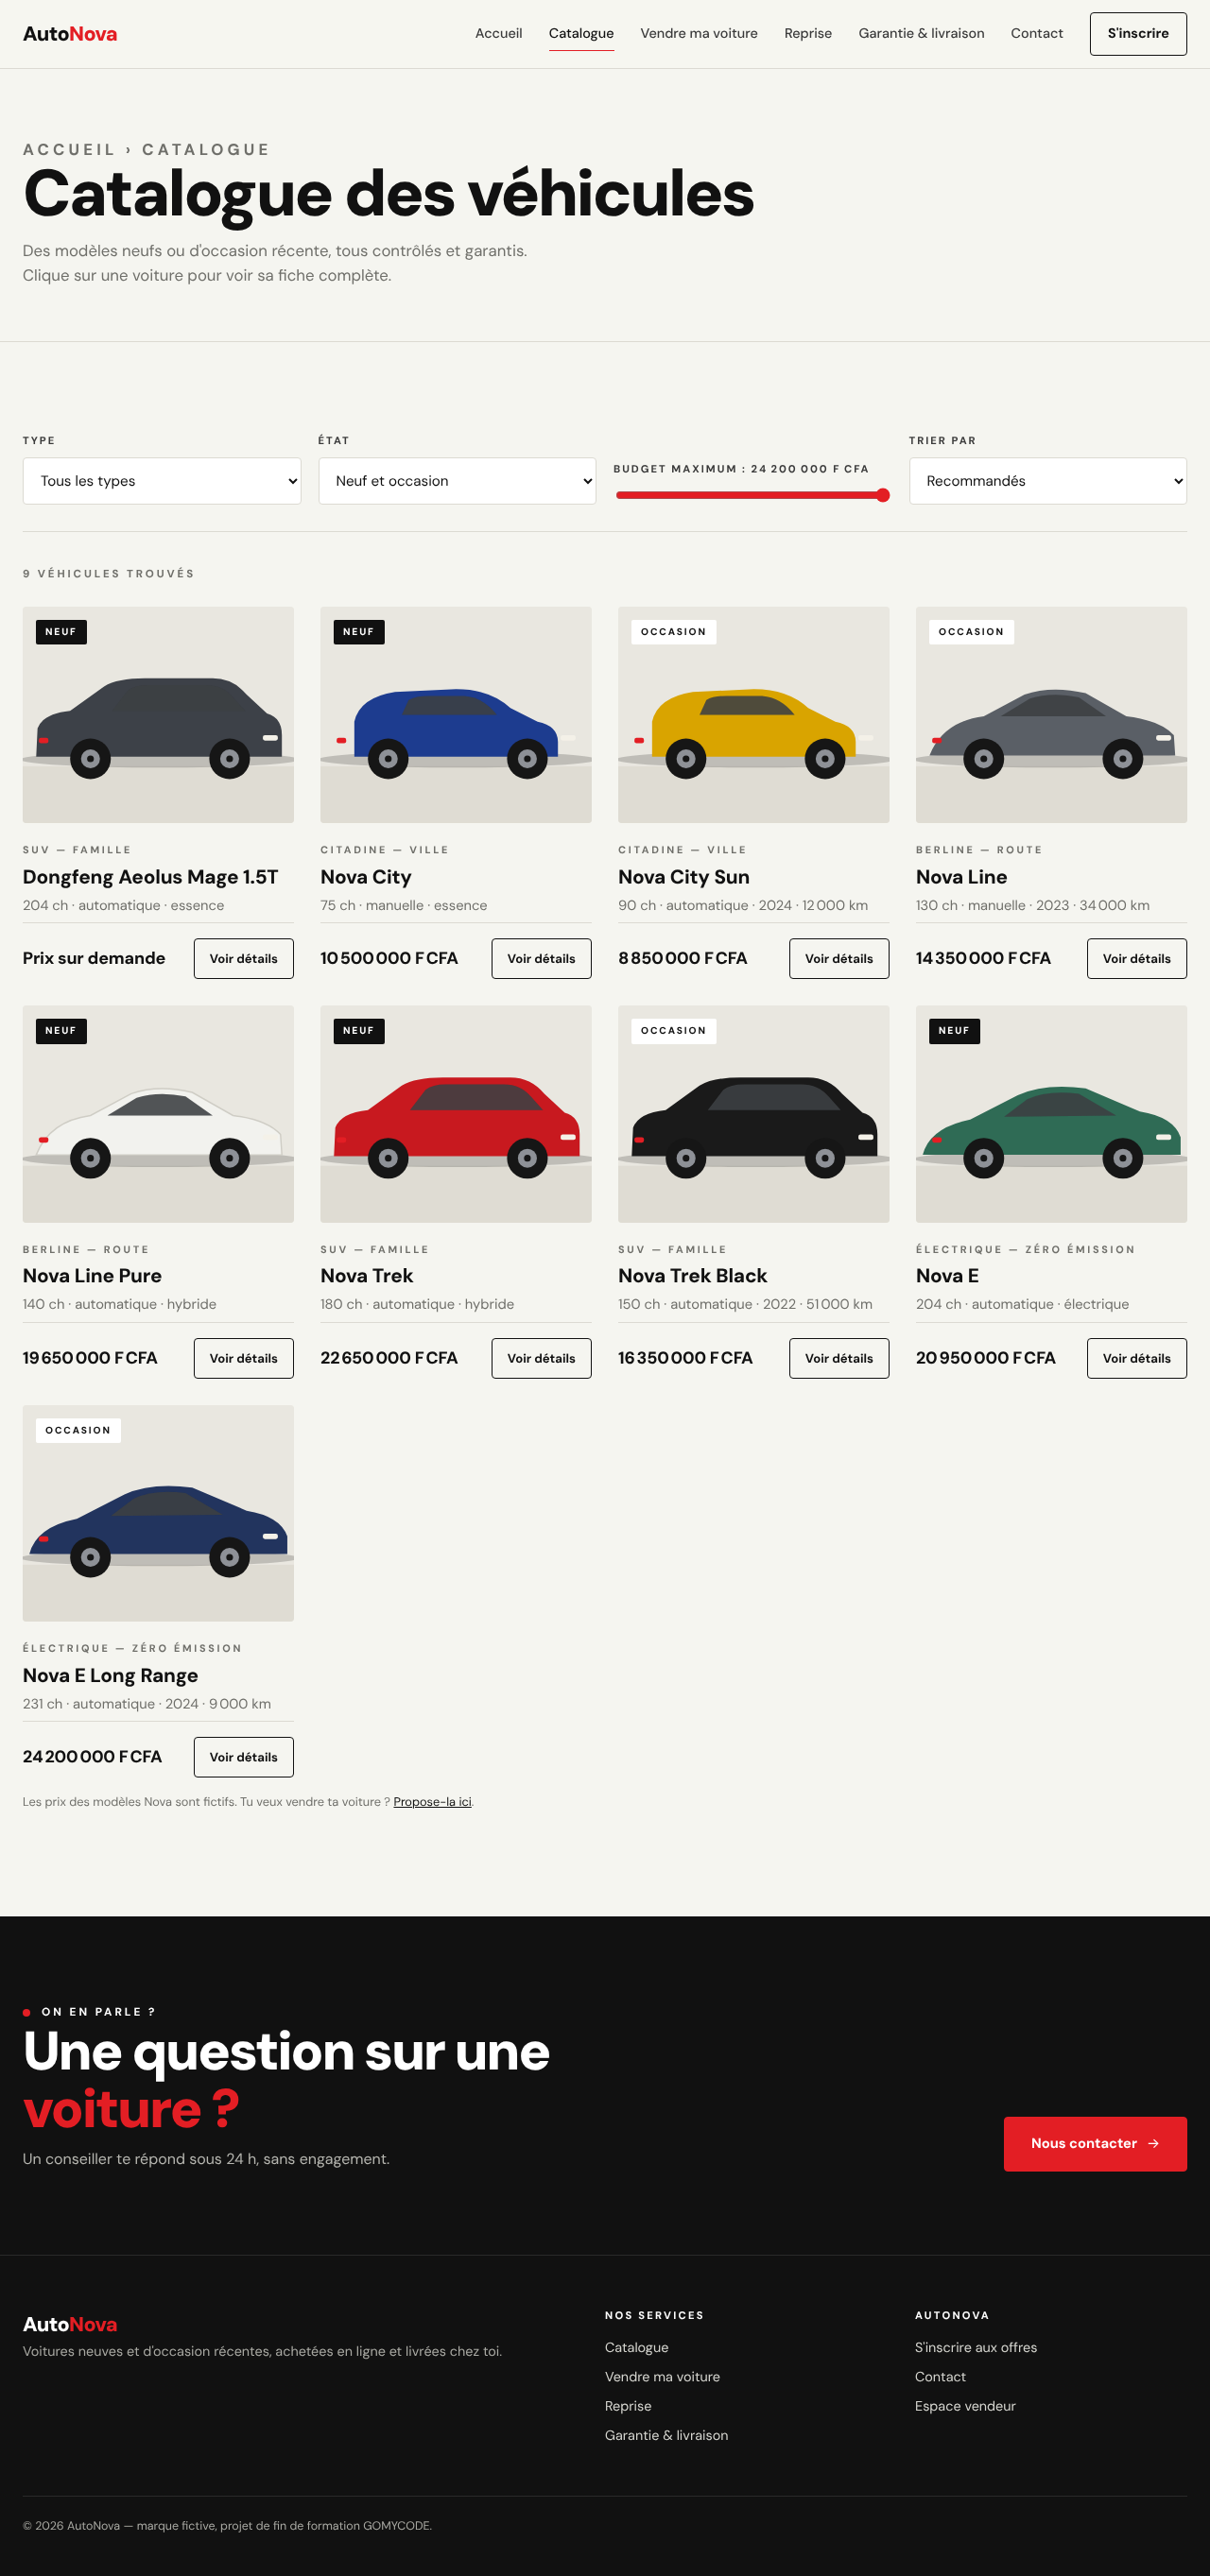 AutoNova
Accueil
Catalogue
Vendre ma voiture
Reprise
Garantie & livraison
Contact
S'inscrire
ACCUEIL › CATALOGUE
Catalogue des véhicules
Des modèles neufs ou d'occasion récente, tous contrôlés et garantis.
Clique sur une voiture pour voir sa fiche complète.
TYPE
Tous les types
ÉTAT
Neuf et occasion
BUDGET MAXIMUM : 24 200 000 F CFA
TRIER PAR
Recommandés
9 VÉHICULES TROUVÉS
NEUF
SUV — FAMILLE
Dongfeng Aeolus Mage 1.5T
204 ch · automatique · essence
Prix sur demande
Voir détails
NEUF
CITADINE — VILLE
Nova City
75 ch · manuelle · essence
10 500 000 F CFA
Voir détails
OCCASION
CITADINE — VILLE
Nova City Sun
90 ch · automatique · 2024 · 12 000 km
8 850 000 F CFA
Voir détails
OCCASION
BERLINE — ROUTE
Nova Line
130 ch · manuelle · 2023 · 34 000 km
14 350 000 F CFA
Voir détails
NEUF
BERLINE — ROUTE
Nova Line Pure
140 ch · automatique · hybride
19 650 000 F CFA
Voir détails
NEUF
SUV — FAMILLE
Nova Trek
180 ch · automatique · hybride
22 650 000 F CFA
Voir détails
OCCASION
SUV — FAMILLE
Nova Trek Black
150 ch · automatique · 2022 · 51 000 km
16 350 000 F CFA
Voir détails
NEUF
ÉLECTRIQUE — ZÉRO ÉMISSION
Nova E
204 ch · automatique · électrique
20 950 000 F CFA
Voir détails
OCCASION
ÉLECTRIQUE — ZÉRO ÉMISSION
Nova E Long Range
231 ch · automatique · 2024 · 9 000 km
24 200 000 F CFA
Voir détails
Les prix des modèles Nova sont fictifs. Tu veux vendre ta voiture ? Propose-la ici.
ON EN PARLE ?
Une question sur une
voiture ?
Un conseiller te répond sous 24 h, sans engagement.
Nous contacter →
AutoNova
Voitures neuves et d'occasion récentes, achetées en ligne et livrées chez toi.
NOS SERVICES
Catalogue
Vendre ma voiture
Reprise
Garantie & livraison
AUTONOVA
S'inscrire aux offres
Contact
Espace vendeur
© 2026 AutoNova — marque fictive, projet de fin de formation GOMYCODE.